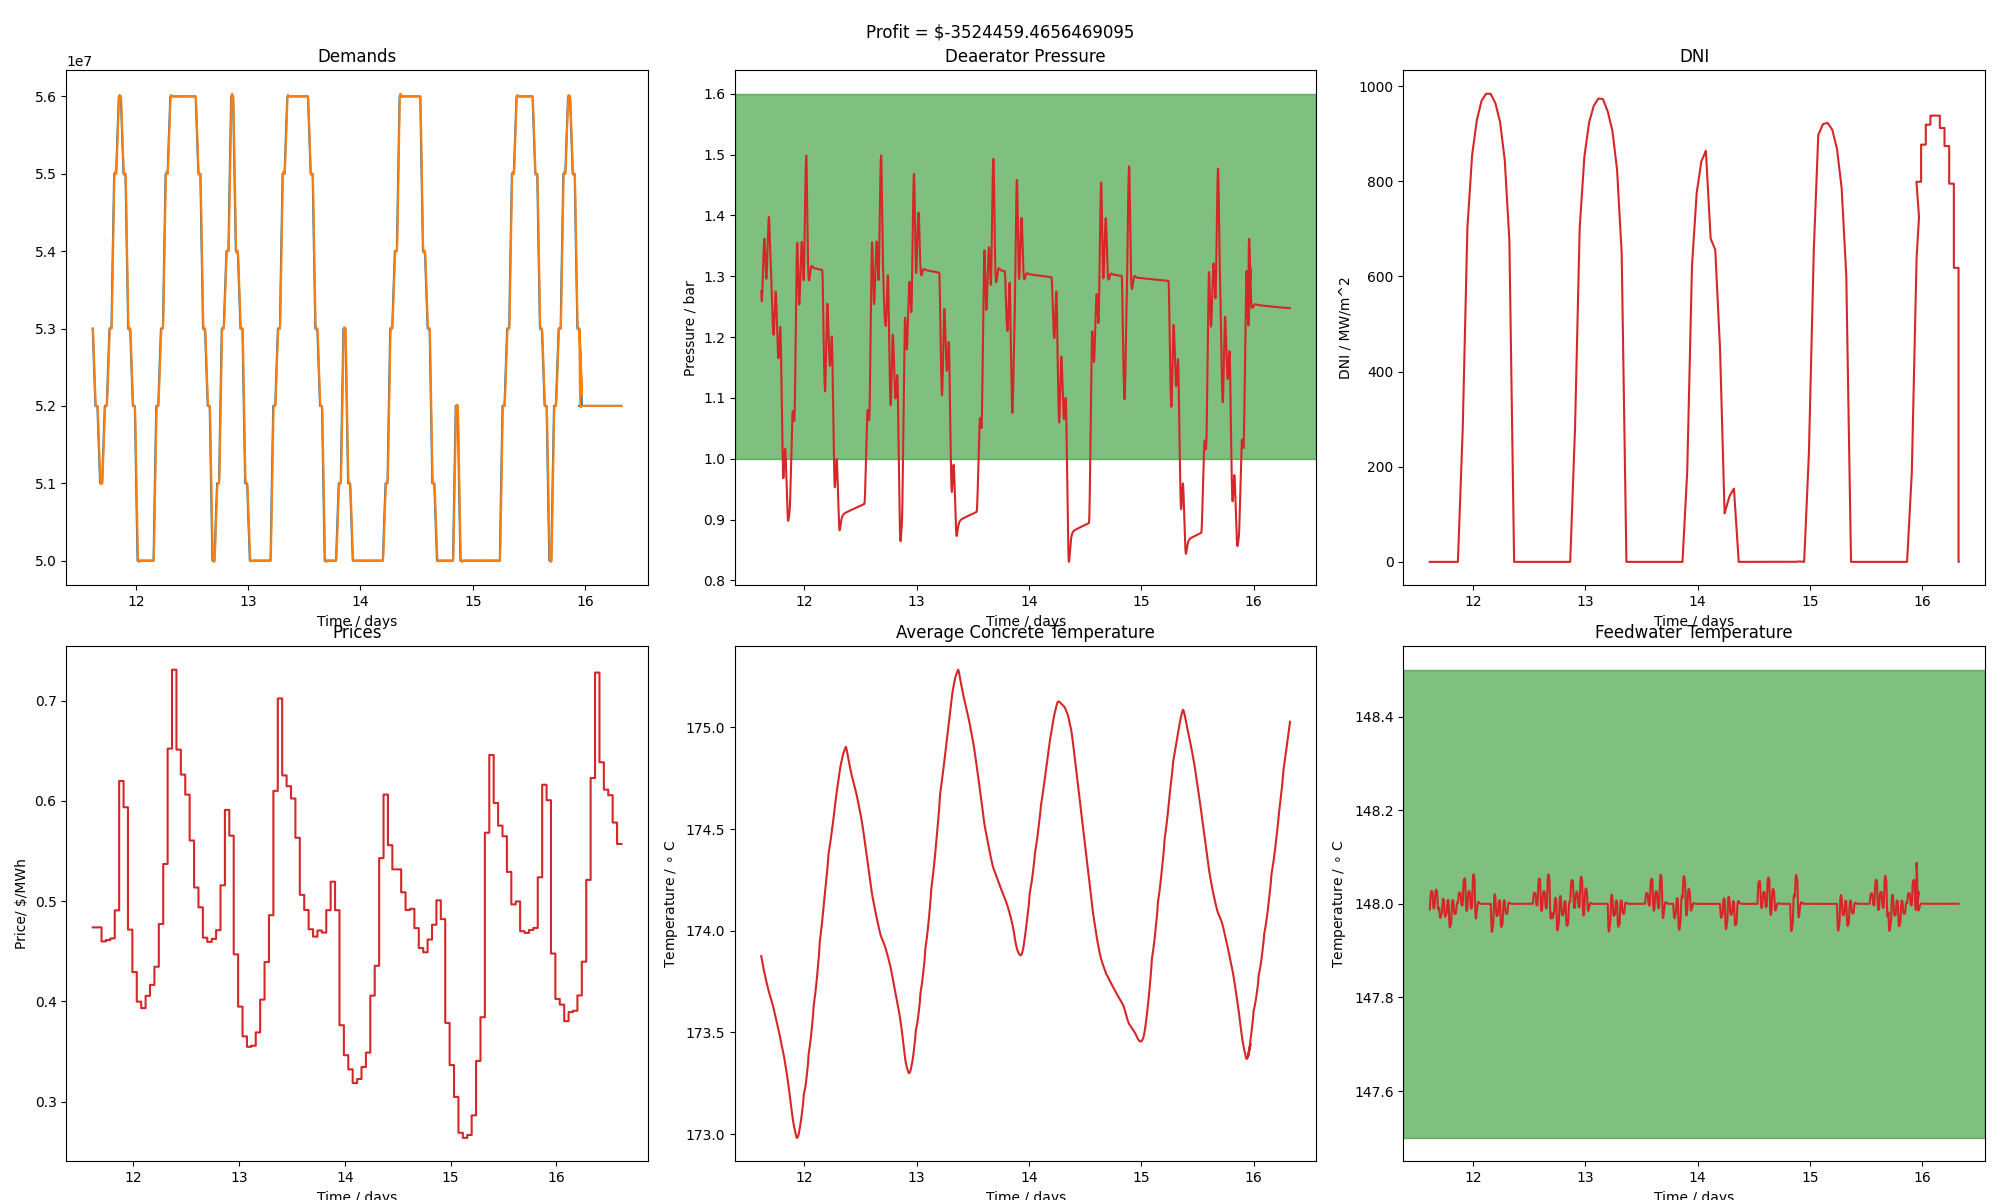 Profit = $-3524459.4656469095
Demands
1e7
5.6
5.5
5.4
5.3
5.2
5.1
5.0
12 13 14 15 16
Time / days
Deaerator Pressure
Pressure / bar
1.6
1.5
1.4
1.3
1.2
1.1
1.0
0.9
0.8
12 13 14 15 16
Time / days
DNI
DNI / MW/m^2
1000
800
600
400
200
0
12 13 14 15 16
Time / days
Prices
Price/ $/MWh
0.7
0.6
0.5
0.4
0.3
12 13 14 15 16
Time / days
Average Concrete Temperature
Temperature / ∘ C
175.0
174.5
174.0
173.5
173.0
12 13 14 15 16
Time / days
Feedwater Temperature
Temperature / ∘ C
148.4
148.2
148.0
147.8
147.6
12 13 14 15 16
Time / days